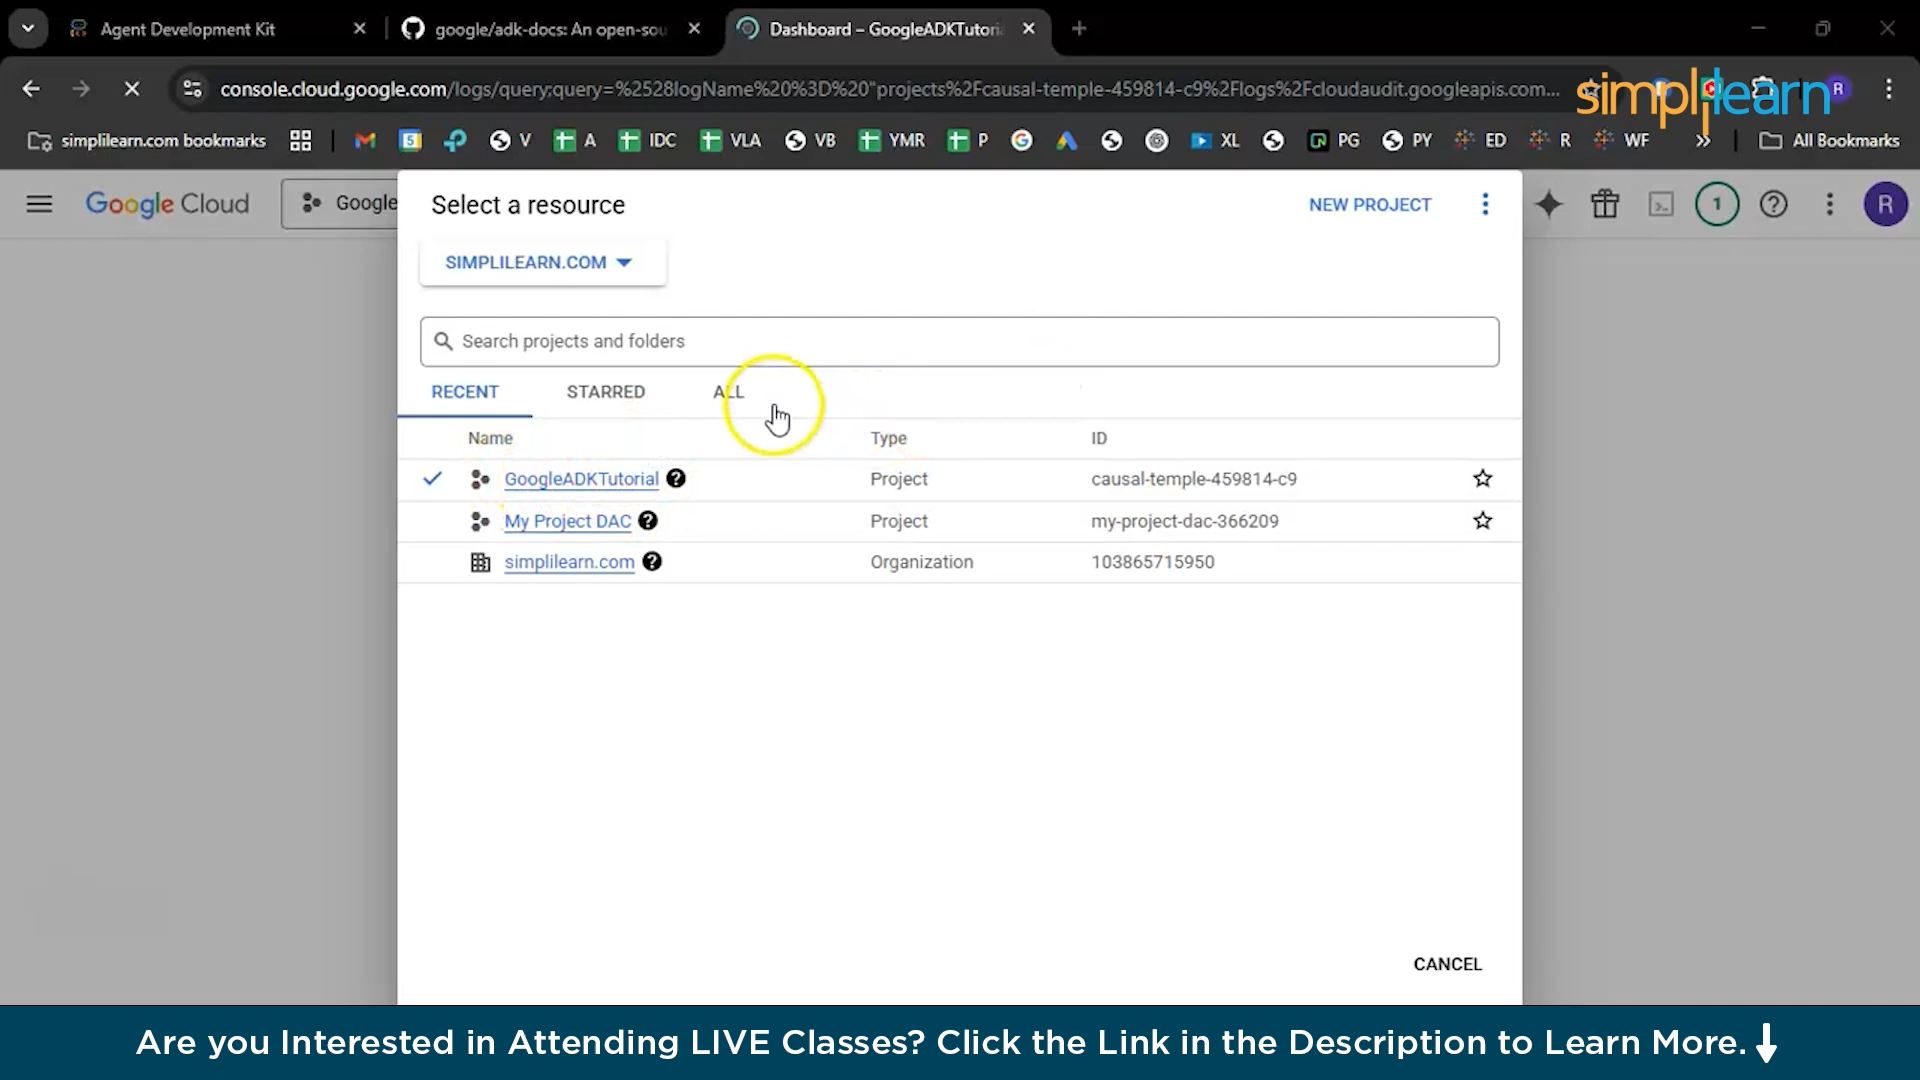 Agent Development Kit
google/adk-docs: An open-sou
Dashboard – GoogleADKTutori
console.cloud.google.com/logs/query;query=%2528logName%20%3D%20"projects%2Fcausal-temple-459814-c9%2Flogs%2Fcloudaudit.googleapis.com...
simplilearn
R
simplilearn.com bookmarks
5
V
A
IDC
VLA
VB
YMR
P
XL
PG
PY
ED
R
WF
All Bookmarks
Google Cloud
Google
Select a resource
NEW PROJECT
1
R
SIMPLILEARN.COM
Search projects and folders
RECENT STARRED ALL
Name Type ID
GoogleADKTutorial Project causal-temple-459814-c9
My Project DAC Project my-project-dac-366209
simplilearn.com Organization 103865715950
CANCEL
Are you Interested in Attending LIVE Classes? Click the Link in the Description to Learn More.